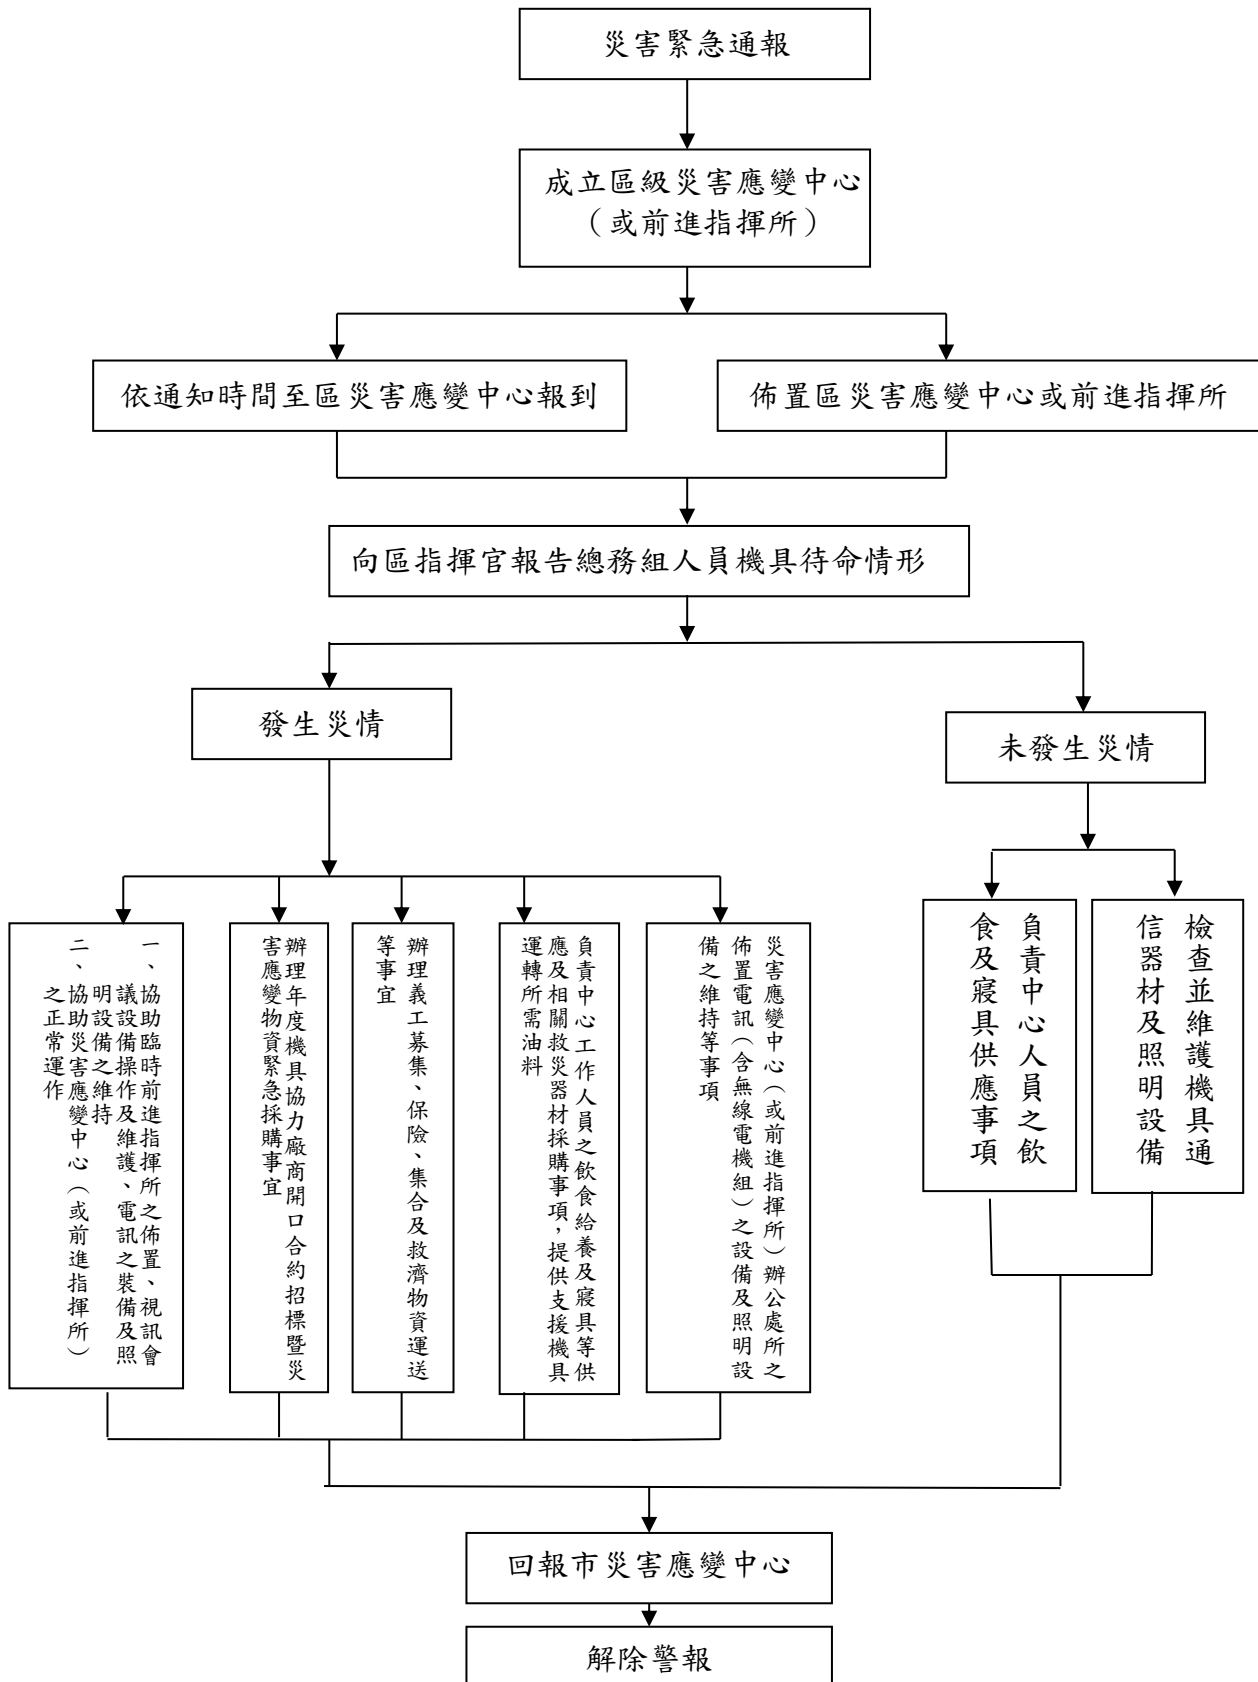 災害緊急通報
成立區級災害應變中心
（或前進指揮所）
依通知時間至區災害應變中心報到
佈置區災害應變中心或前進指揮所
向區指揮官報告總務組人員機具待命情形
發生災情
未發生災情
一、協助臨時前進指揮所之佈置、視訊會
議設備操作及維護、電訊之裝備及照
明設備之維持
二、協助災害應變中心（或前進指揮所）
之正常運作
辦理年度機具協力廠商開口合約招標暨災
害應變物資緊急採購事宜
辦理義工募集、保險、集合及救濟物資運送
等事宜
負責中心工作人員之飲食給養及寢具等供
應及相關救災器材採購事項，提供支援機具
運轉所需油料
災害應變中心（或前進指揮所）辦公處所之
佈置電訊（含無線電機組）之設備及照明設
備之維持等事項
負責中心人員之飲
食及寢具供應事項
檢查並維護機具通
信器材及照明設備
回報市災害應變中心
解除警報